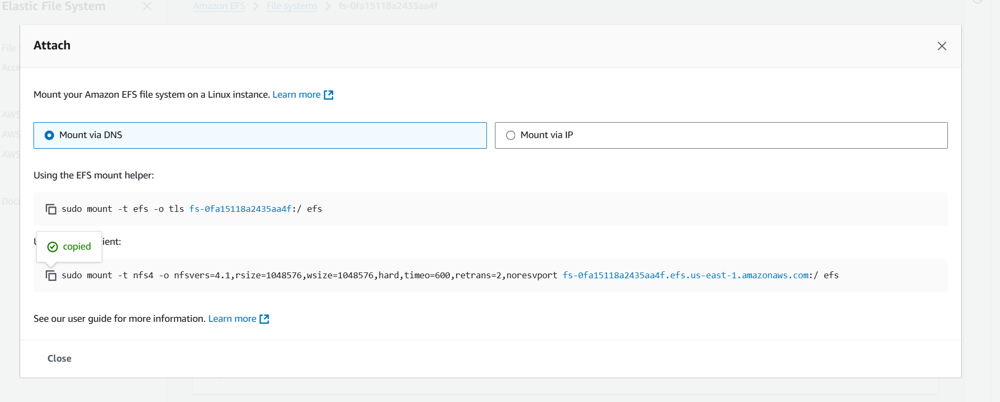 Elastic File System
Amazon EFS
File systems
fs-0fa15118a2435aa4f
Attach
File
Acce
AWS
AWS
AWS
Docu
Mount your Amazon EFS file system on a Linux instance. Learn more
Mount via DNS
Mount via IP
Using the EFS mount helper:
sudo mount -t efs -o tls fs-0fa15118a2435aa4f:/ efs
U
ient:
copied
sudo mount -t nfs4 -o nfsvers=4.1,rsize=1048576,wsize=1048576,hard,timeo=600,retrans=2,noresvport fs-0fa15118a2435aa4f.efs.us-east-1.amazonaws.com:/ efs
See our user guide for more information. Learn more
Close